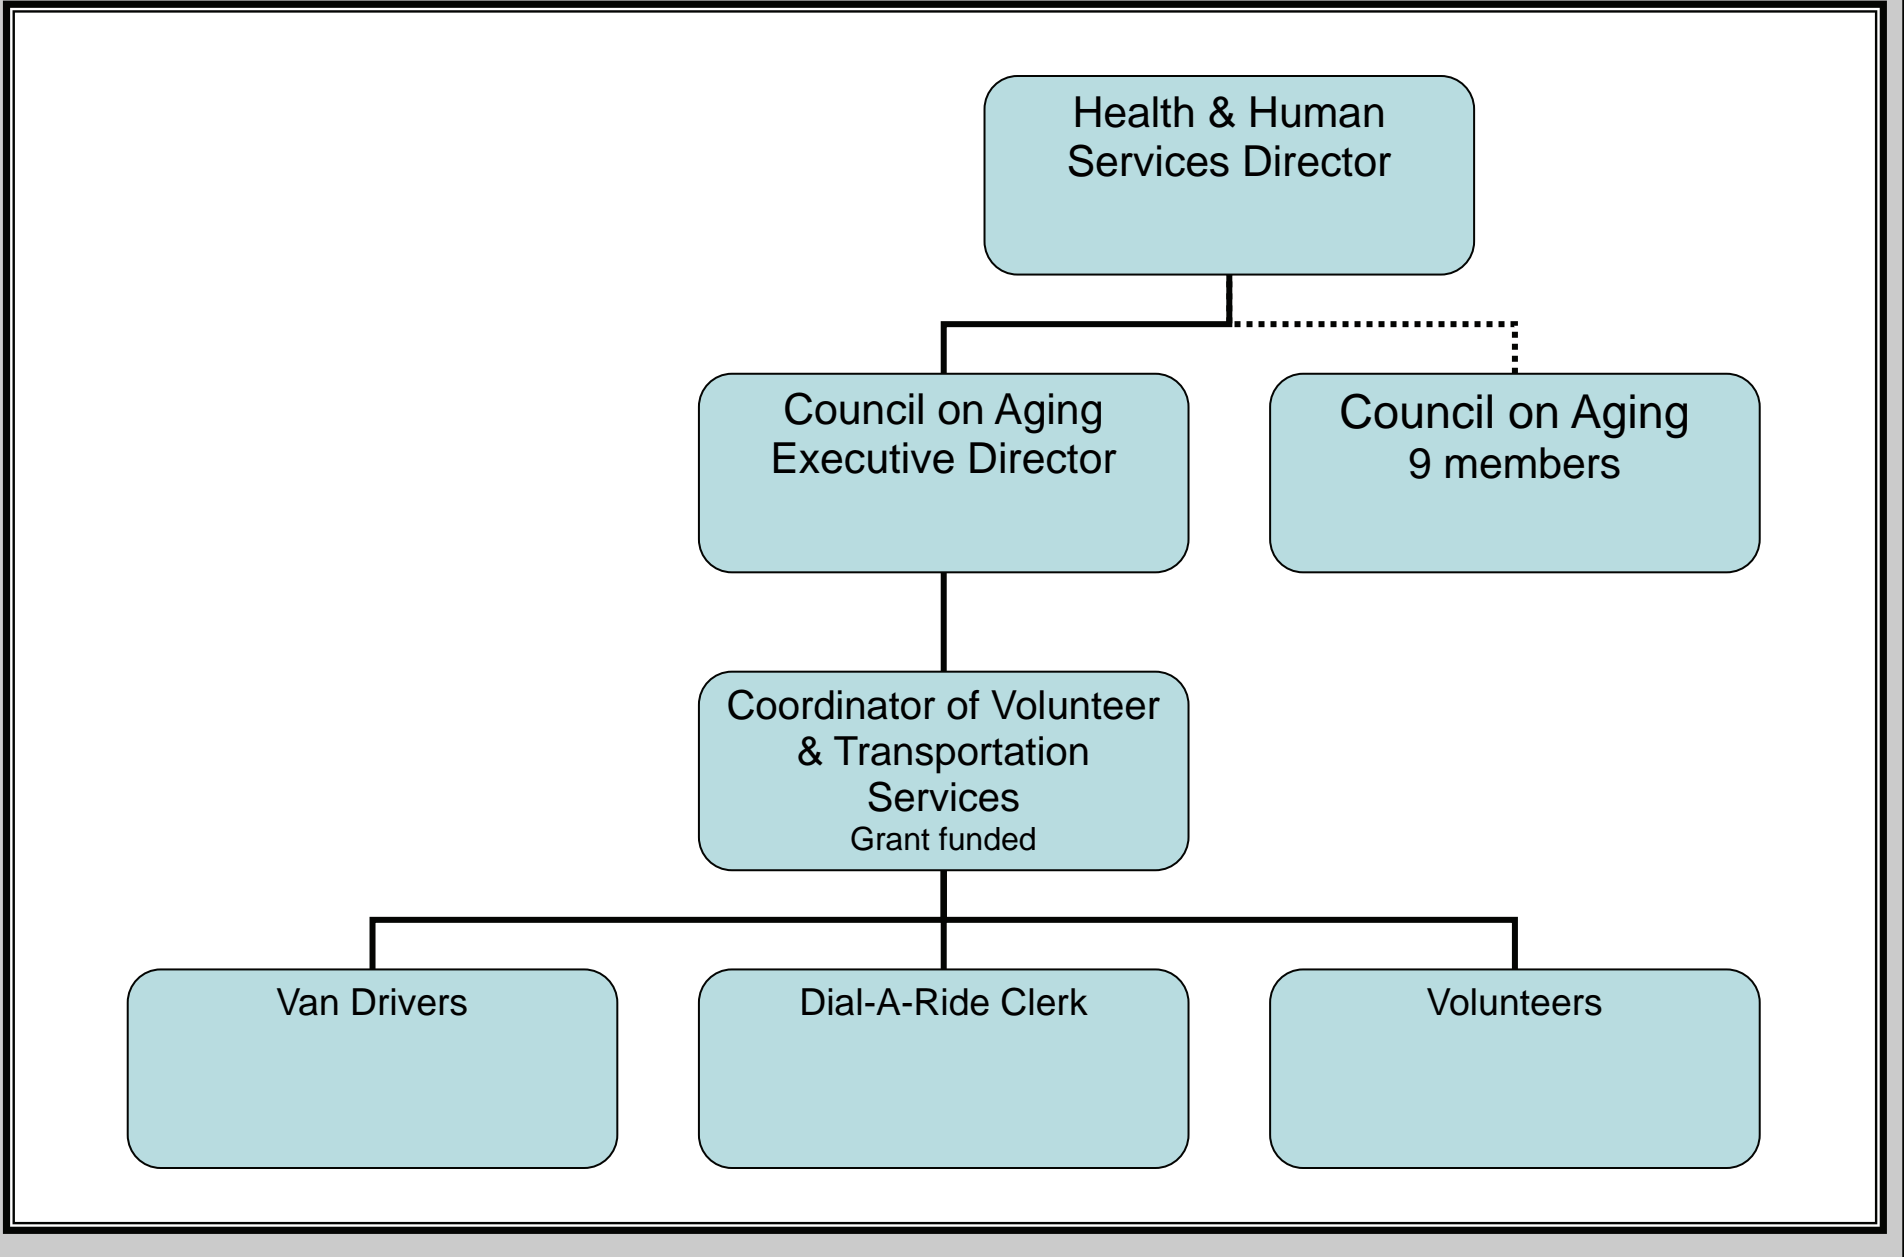 Health & Human
Services Director
Council on Aging
Executive Director
Council on Aging
9 members
Coordinator of Volunteer
& Transportation
Services
Grant funded
Van Drivers
Dial-A-Ride Clerk
Volunteers